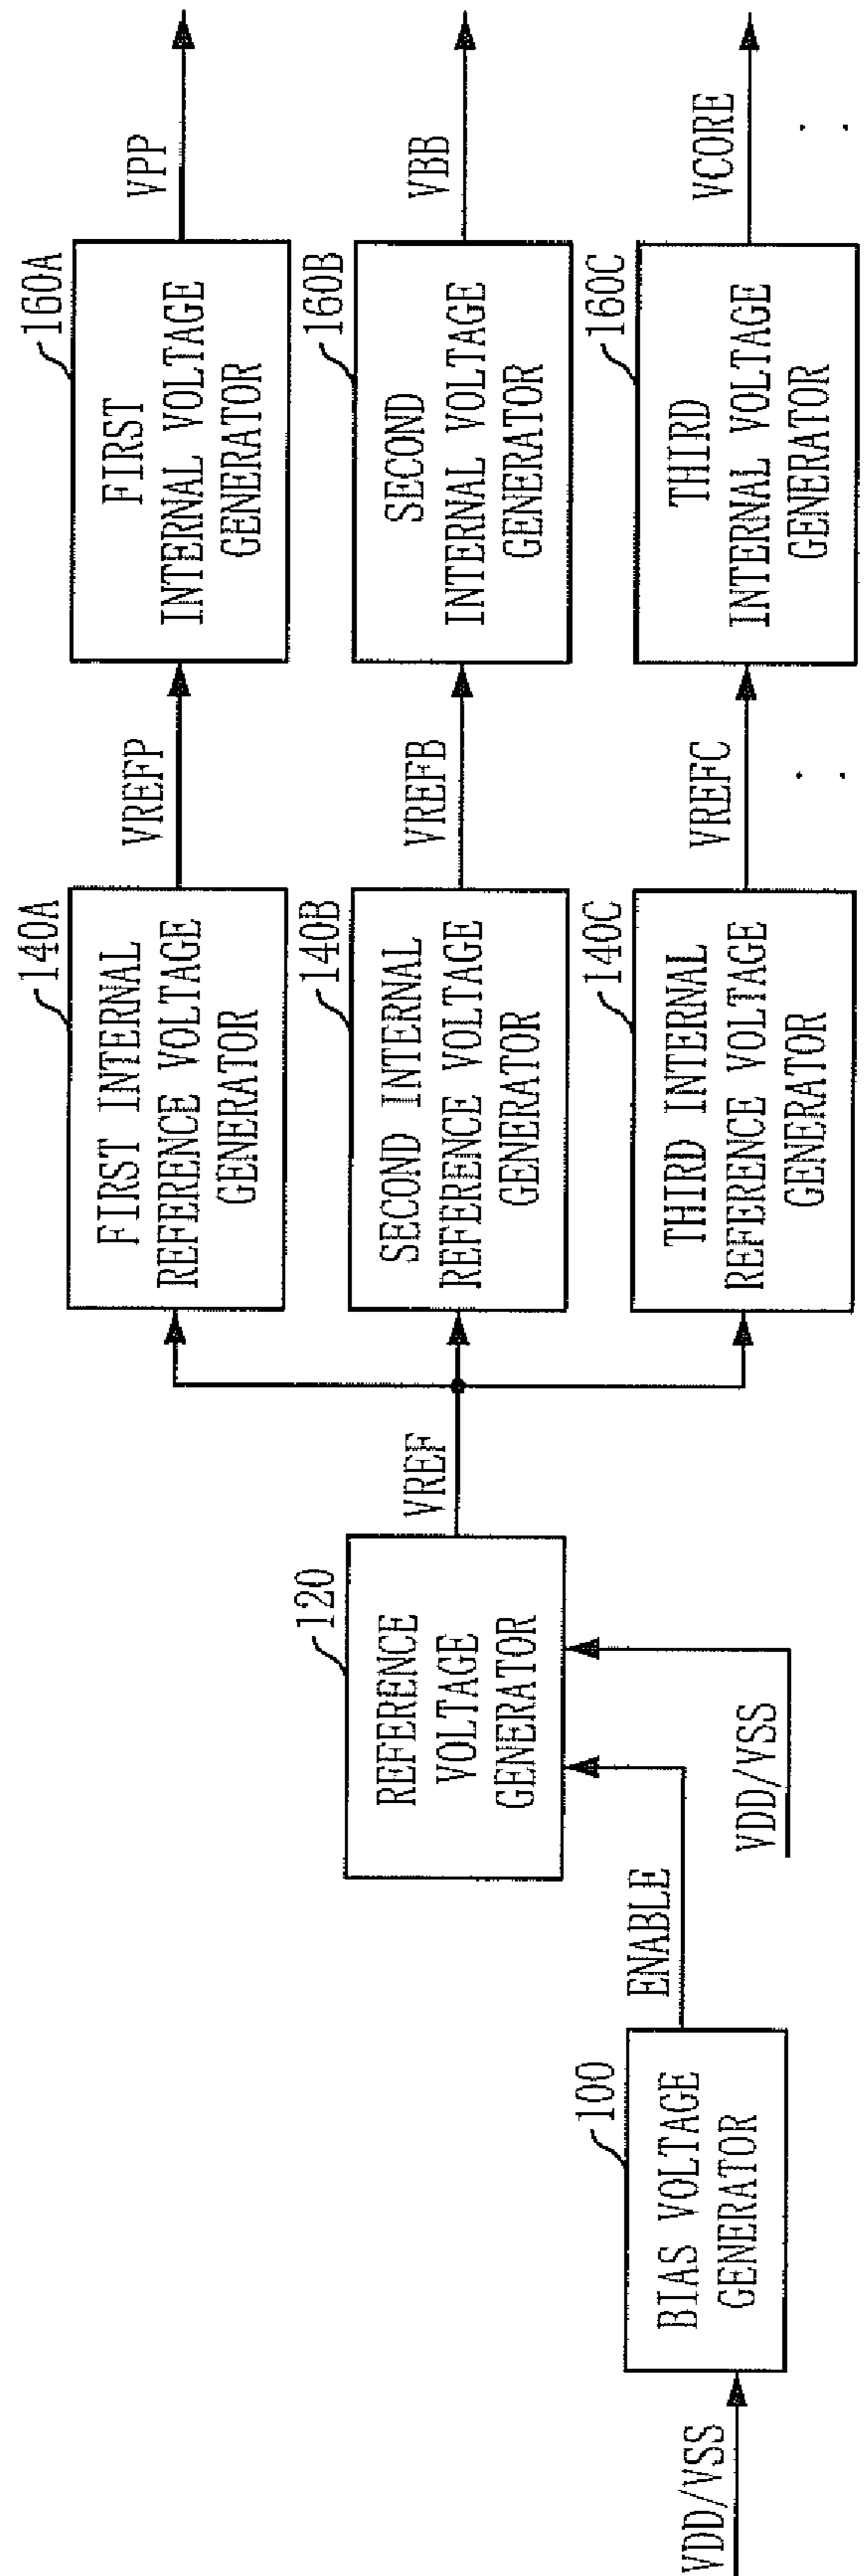 VDD/VSS
100
BIAS VOLTAGE
GENERATOR
ENABLE
VDD/VSS
120
REFERENCE
VOLTAGE
GENERATOR
VREF
140A
FIRST INTERNAL
REFERENCE VOLTAGE
GENERATOR
VREFP
160A
FIRST
INTERNAL VOLTAGE
GENERATOR
VPP
140B
SECOND INTERNAL
REFERENCE VOLTAGE
GENERATOR
VREFB
160B
SECOND
INTERNAL VOLTAGE
GENERATOR
VBB
140C
THIRD INTERNAL
REFERENCE VOLTAGE
GENERATOR
VREFC
160C
THIRD
INTERNAL VOLTAGE
GENERATOR
VCORE